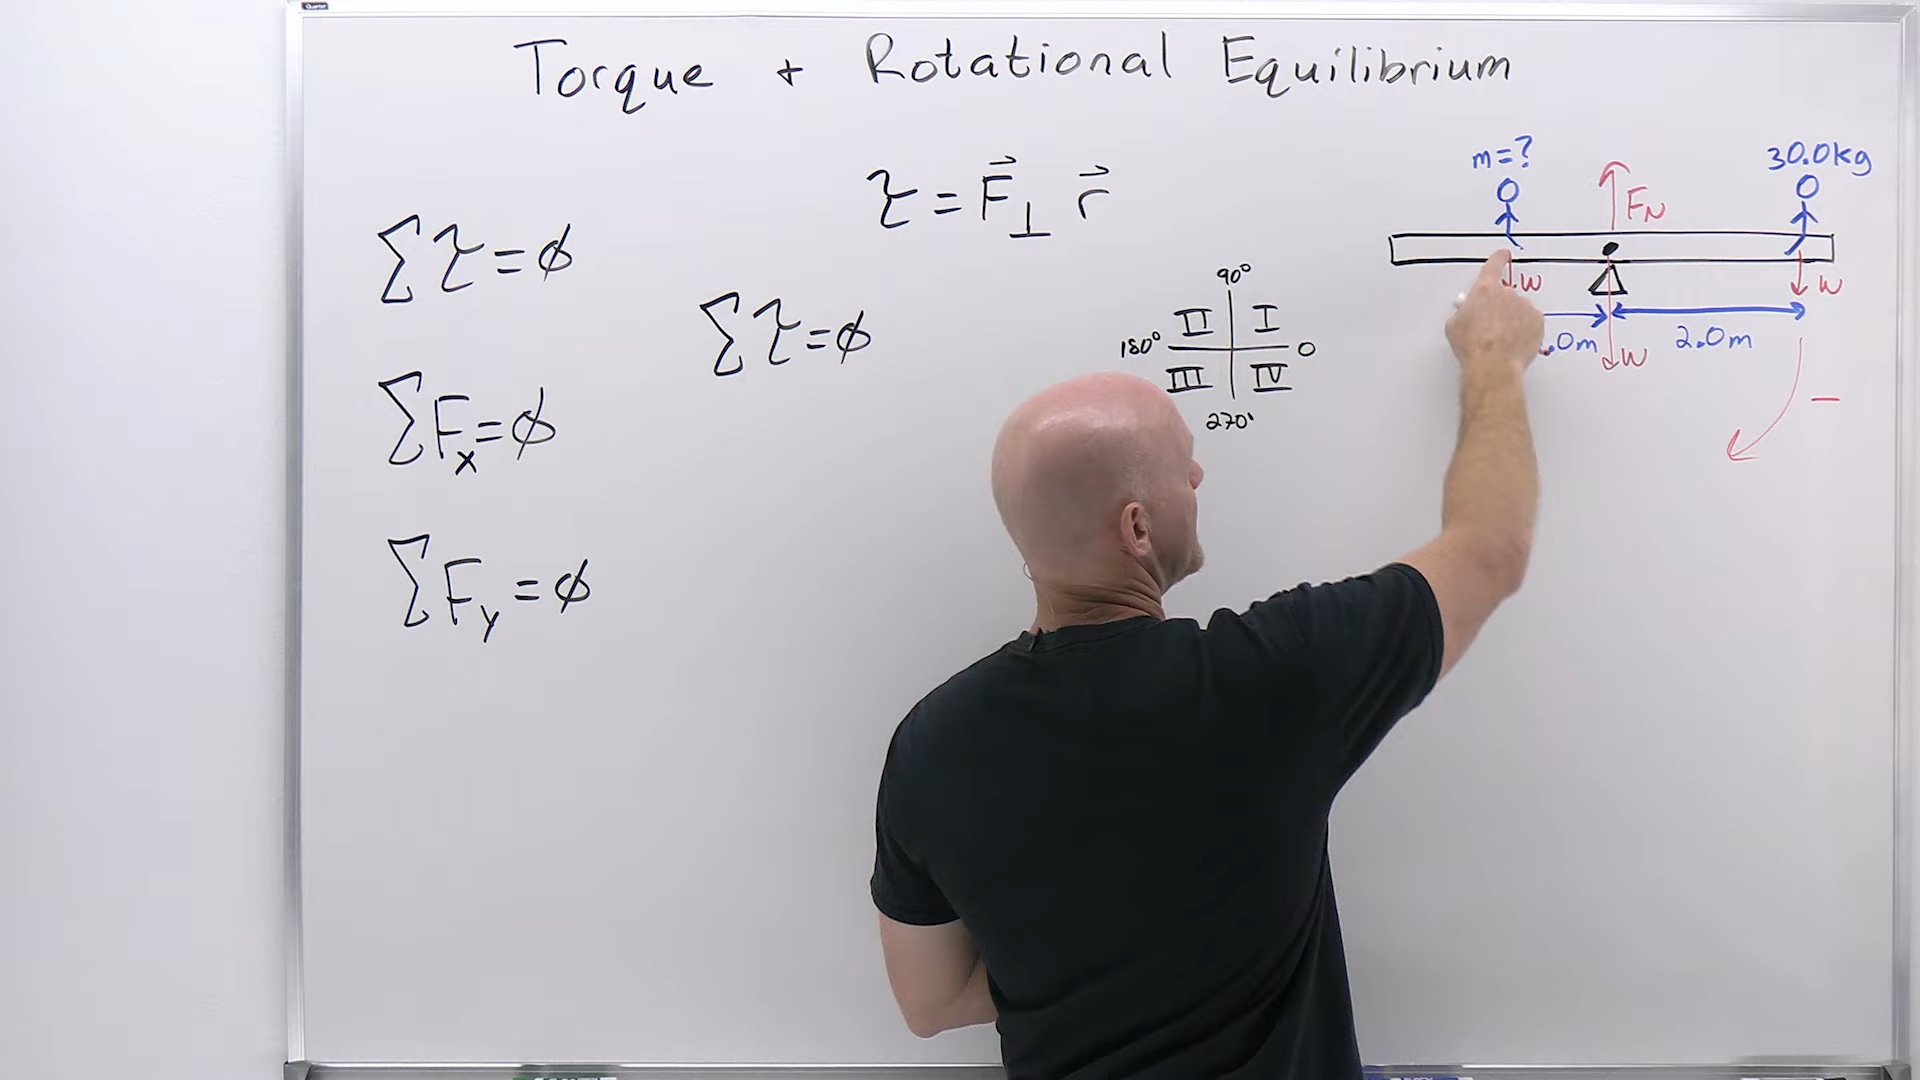 Quartet
Torque + Rotational Equilibrium
τ = F⊥ r
Στ = ϕ
ΣFx = ϕ
ΣFy = ϕ
Στ = ϕ
90°
II I
180° 0
III IV
270°
m=? 30.0kg
FN
W W
.0m W 2.0m
−